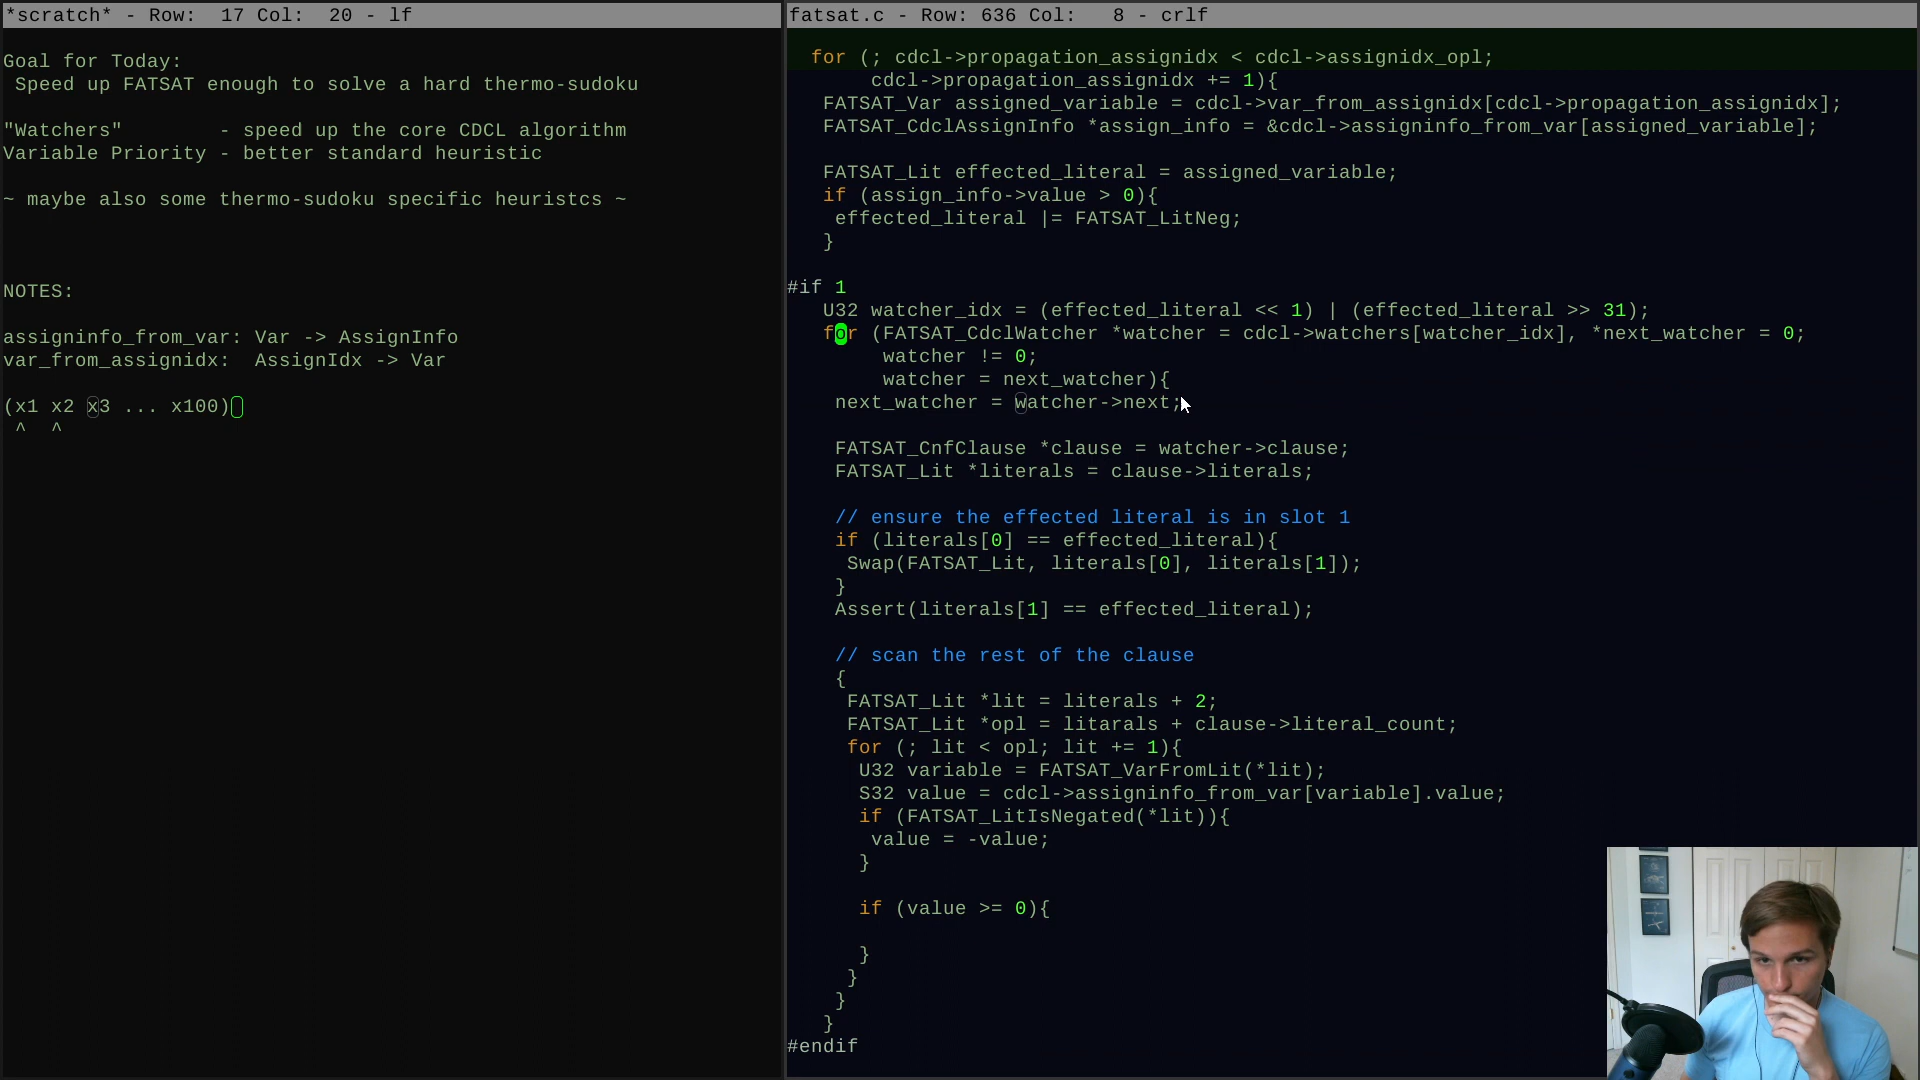 *scratch* - Row:  17 Col:  20 - lf
Goal for Today:
 Speed up FATSAT enough to solve a hard thermo-sudoku
"Watchers"        - speed up the core CDCL algorithm
Variable Priority - better standard heuristic
~ maybe also some thermo-sudoku specific heuristcs ~
NOTES:
assigninfo_from_var: Var -> AssignInfo
var_from_assignidx:  AssignIdx -> Var
(x1 x2 x3 ... x100)
 ^  ^
fatsat.c - Row: 636 Col:   8 - crlf
for (; cdcl->propagation_assignidx < cdcl->assignidx_opl;
     cdcl->propagation_assignidx += 1){
 FATSAT_Var assigned_variable = cdcl->var_from_assignidx[cdcl->propagation_assignidx];
 FATSAT_CdclAssignInfo *assign_info = &cdcl->assigninfo_from_var[assigned_variable];
 FATSAT_Lit effected_literal = assigned_variable;
 if (assign_info->value > 0){
  effected_literal |= FATSAT_LitNeg;
 }
#if 1
 U32 watcher_idx = (effected_literal << 1) | (effected_literal >> 31);
 for (FATSAT_CdclWatcher *watcher = cdcl->watchers[watcher_idx], *next_watcher = 0;
      watcher != 0;
      watcher = next_watcher){
  next_watcher = watcher->next;
  FATSAT_CnfClause *clause = watcher->clause;
  FATSAT_Lit *literals = clause->literals;
  // ensure the effected literal is in slot 1
  if (literals[0] == effected_literal){
   Swap(FATSAT_Lit, literals[0], literals[1]);
  }
  Assert(literals[1] == effected_literal);
  // scan the rest of the clause
  {
   FATSAT_Lit *lit = literals + 2;
   FATSAT_Lit *opl = litarals + clause->literal_count;
   for (; lit < opl; lit += 1){
    U32 variable = FATSAT_VarFromLit(*lit);
    S32 value = cdcl->assigninfo_from_var[variable].value;
    if (FATSAT_LitIsNegated(*lit)){
     value = -value;
    }
    if (value >= 0){
    }
   }
  }
 }
#endif